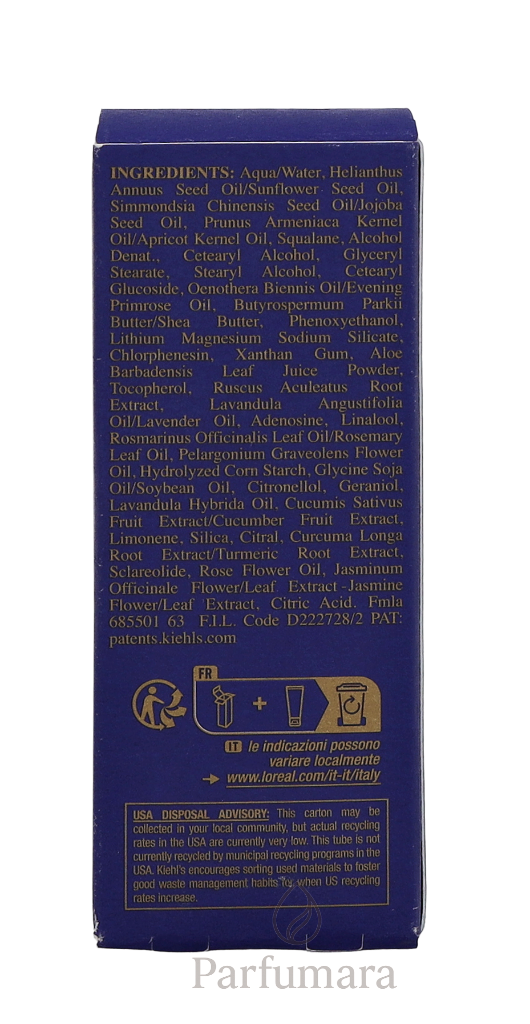 INGREDIENTS: Aqua/Water, Helianthus
Annuus Seed Oil/Sunflower Seed Oil,
Simmondsia Chinensis Seed Oil/Jojoba
Seed Oil, Prunus Armeniaca Kernel
Oil/Apricot Kernel Oil, Squalane, Alcohol
Denat., Cetearyl Alcohol, Glyceryl
Stearate, Stearyl Alcohol, Cetearyl
Glucoside, Oenothera Biennis Oil/Evening
Primrose Oil, Butyrospermum Parkii
Butter/Shea Butter, Phenoxyethanol,
Lithium Magnesium Sodium Silicate,
Chlorphenesin, Xanthan Gum, Aloe
Barbadensis Leaf Juice Powder,
Tocopherol, Ruscus Aculeatus Root
Extract, Lavandula Angustifolia
Oil/Lavender Oil, Adenosine, Linalool,
Rosmarinus Officinalis Leaf Oil/Rosemary
Leaf Oil, Pelargonium Graveolens Flower
Oil, Hydrolyzed Corn Starch, Glycine Soja
Oil/Soybean Oil, Citronellol, Geraniol,
Lavandula Hybrida Oil, Cucumis Sativus
Fruit Extract/Cucumber Fruit Extract,
Limonene, Silica, Citral, Curcuma Longa
Root Extract/Turmeric Root Extract,
Sclareolide, Rose Flower Oil, Jasminum
Officinale Flower/Leaf Extract -Jasmine
Flower/Leaf Extract, Citric Acid. Fmla
685501 63 F.I.L. Code D222728/2 PAT:
patents.kiehls.com
FR
+
IT le indicazioni possono
variare localmente
→ www.loreal.com/it-it/italy
USA DISPOSAL ADVISORY: This carton may be
collected in your local community, but actual recycling
rates in the USA are currently very low. This tube is not
currently recycled by municipal recycling programs in the
USA. Kiehl's encourages sorting used materials to foster
good waste management habits for when US recycling
rates increase.
Parfumara